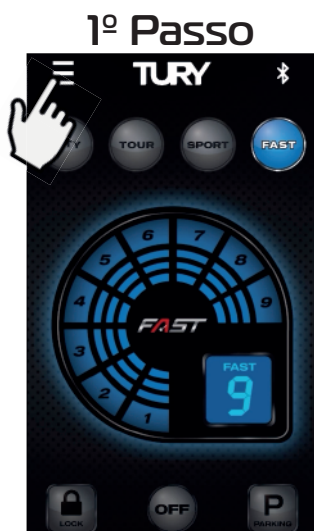 1º Passo
TURY
TY TOUR SPORT FAST
6 7
5 8
4 9
FAST
3
FAST
2 9
1
LOCK OFF P
PARKING